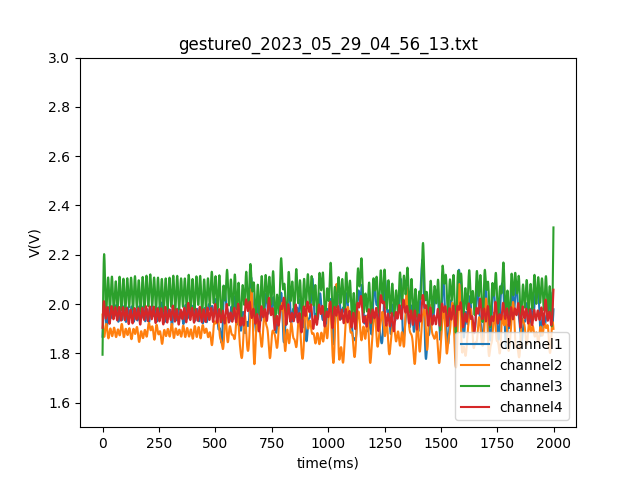 gesture0_2023_05_29_04_56_13.txt
3.0
2.8
2.6
2.4
2.2
2.0
1.8
1.6
V(V)
channel1
channel2
channel3
channel4
0 250 500 750 1000 1250 1500 1750 2000
time(ms)